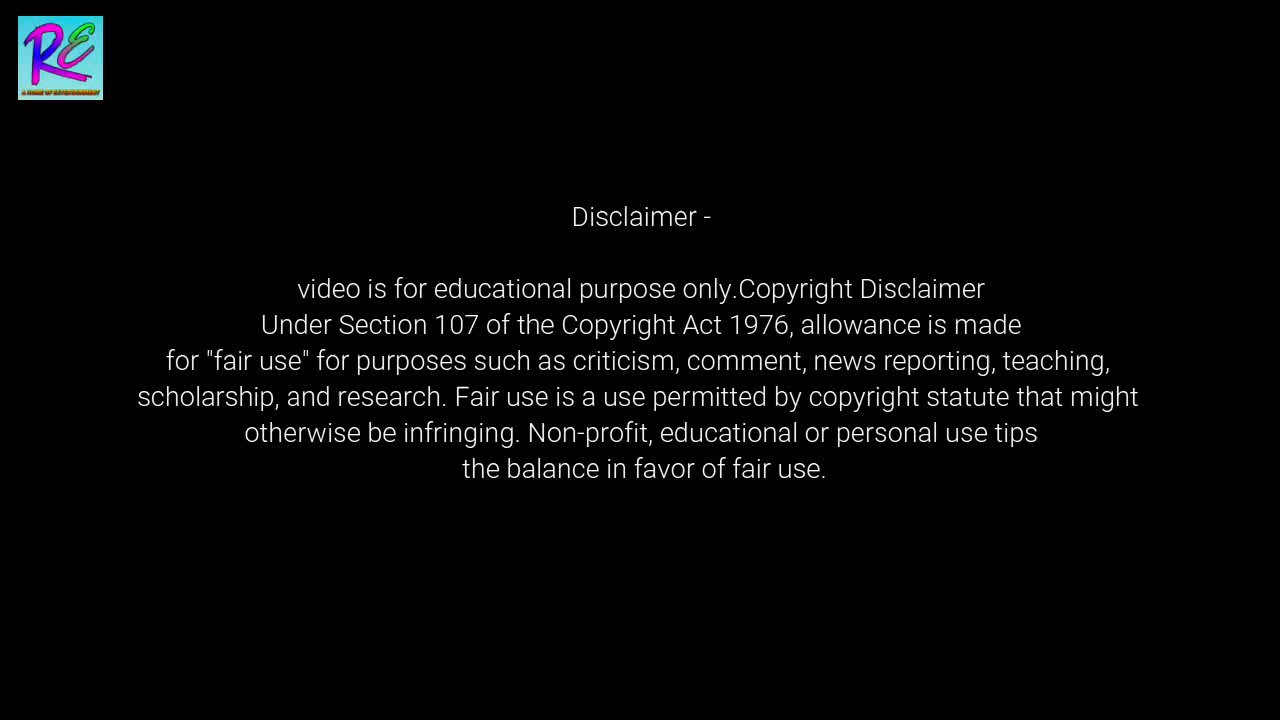 RE
A HOME OF ENTERTAINMENT
Disclaimer -
video is for educational purpose only.Copyright Disclaimer
Under Section 107 of the Copyright Act 1976, allowance is made
for "fair use" for purposes such as criticism, comment, news reporting, teaching,
scholarship, and research. Fair use is a use permitted by copyright statute that might
otherwise be infringing. Non-profit, educational or personal use tips
the balance in favor of fair use.